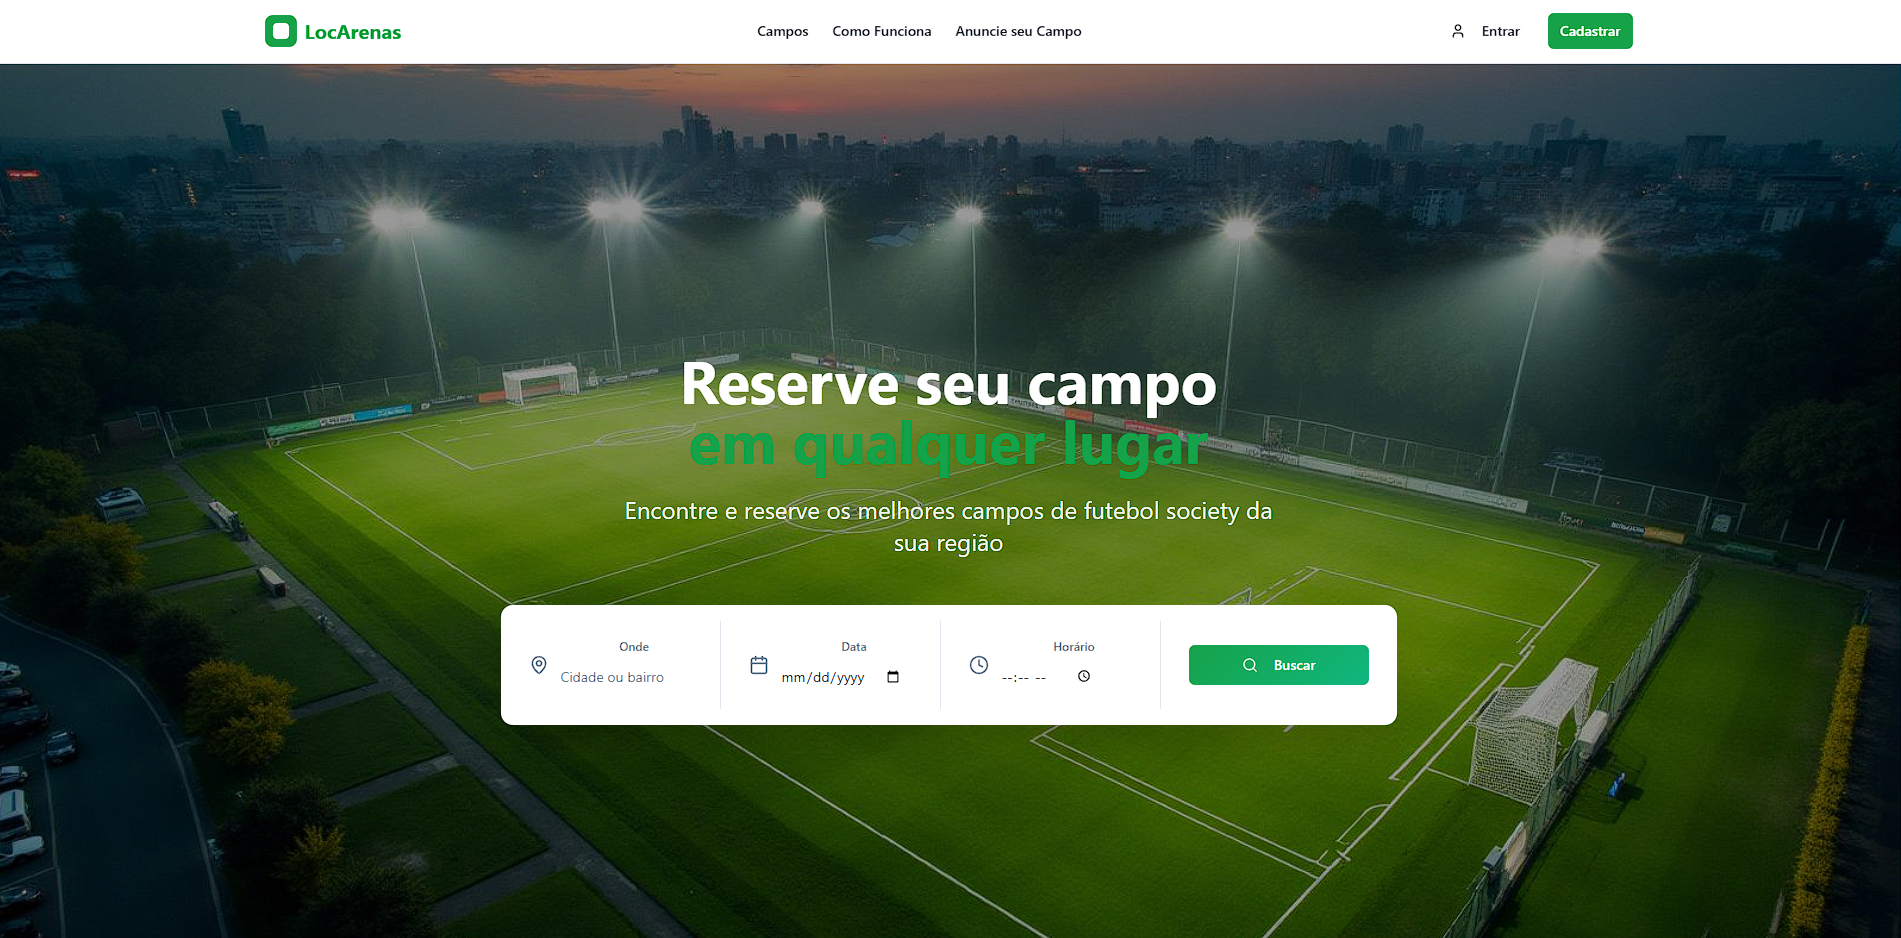 LocArenas
Campos
Como Funciona
Anuncie seu Campo
Entrar
Cadastrar
Reserve seu campo
em qualquer lugar
Encontre e reserve os melhores campos de futebol society da
sua região
Onde
Cidade ou bairro
Data
mm/dd/yyyy
Horário
--:-- --
Buscar